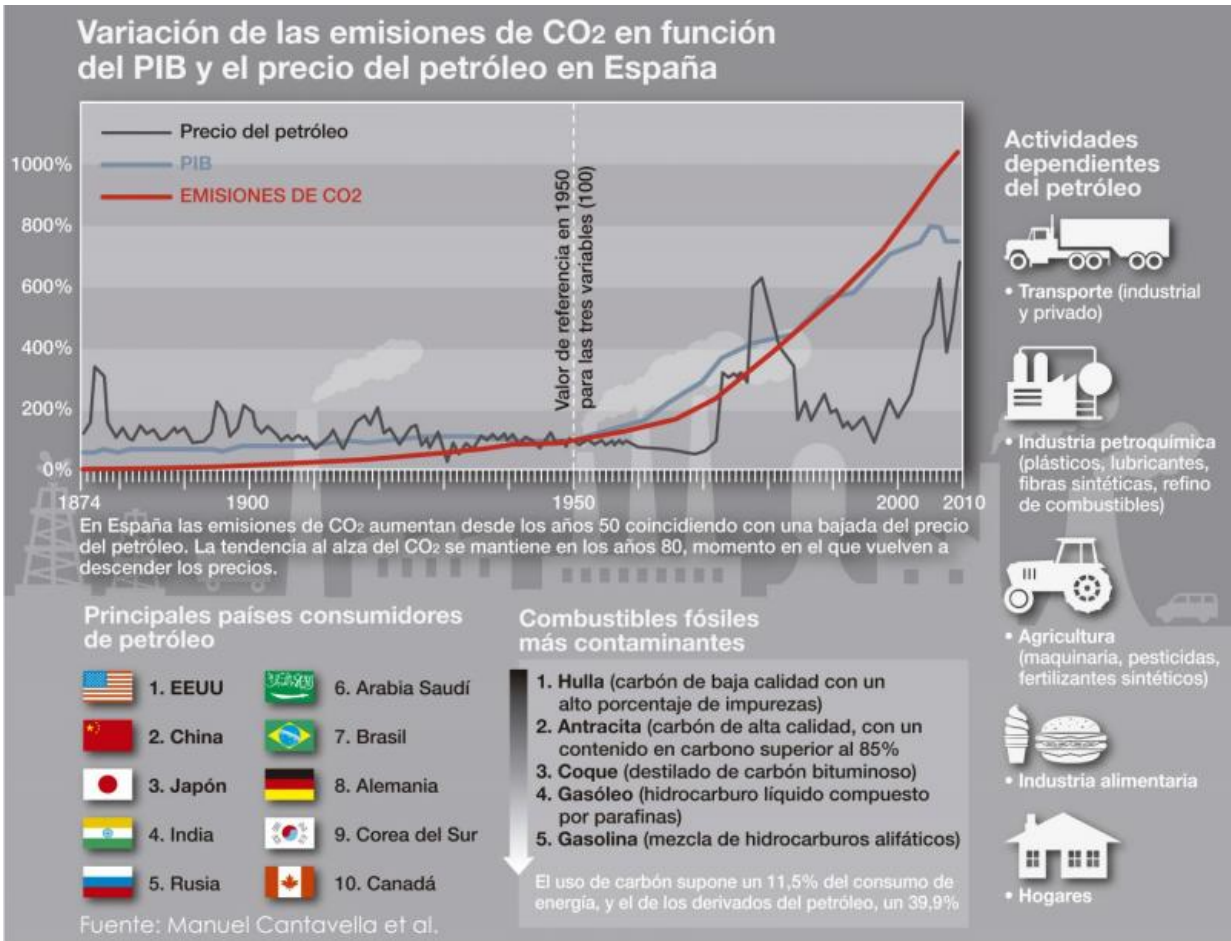 Variación de las emisiones de CO2 en función
del PIB y el precio del petróleo en España
Precio del petróleo
PIB
EMISIONES DE CO2
1000%
800%
600%
400%
200%
0%
Valor de referencia en 1950
para las tres variables (100)
1874
1900
1950
2000
2010
En España las emisiones de CO2 aumentan desde los años 50 coincidiendo con una bajada del precio
del petróleo. La tendencia al alza del CO2 se mantiene en los años 80, momento en el que vuelven a
descender los precios.
Actividades
dependientes
del petróleo
• Transporte (industrial
y privado)
• Industria petroquímica
(plásticos, lubricantes,
fibras sintéticas, refino
de combustibles)
• Agricultura
(maquinaria, pesticidas,
fertilizantes sintéticos)
• Industria alimentaria
• Hogares
Principales países consumidores
de petróleo
1. EEUU
2. China
3. Japón
4. India
5. Rusia
6. Arabia Saudí
7. Brasil
8. Alemania
9. Corea del Sur
10. Canadá
Combustibles fósiles
más contaminantes
1. Hulla (carbón de baja calidad con un
alto porcentaje de impurezas)
2. Antracita (carbón de alta calidad, con un
contenido en carbono superior al 85%
3. Coque (destilado de carbón bituminoso)
4. Gasóleo (hidrocarburo líquido compuesto
por parafinas)
5. Gasolina (mezcla de hidrocarburos alifáticos)
El uso de carbón supone un 11,5% del consumo de
energía, y el de los derivados del petróleo, un 39,9%
Fuente: Manuel Cantavella et al.